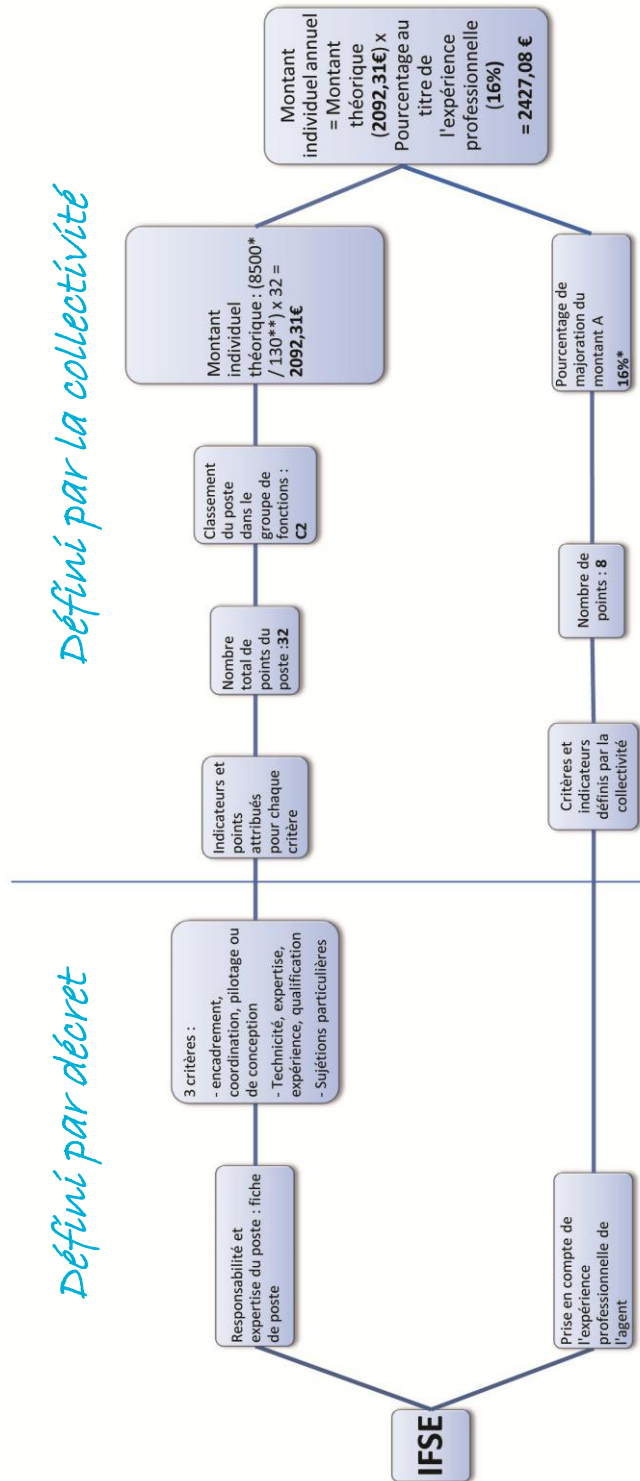 Défini par décret
Défini par la collectivité
IFSE
Responsabilité et
expertise du poste : fiche
de poste
3 critères :
- encadrement,
coordination, pilotage ou
de conception
- Technicité, expertise,
expérience, qualification
- Sujétions particulières
Indicateurs et
points
attribués
pour chaque
critère
Nombre
total de
points du
poste :32
Classement
du poste
dans le
groupe de
fonctions :
C2
Montant
individuel
théorique : (8500*
/ 130**) x 32 =
2092,31€
Prise en compte de
l'expérience
professionnelle de
l'agent
Critères et
indicateurs
définis par la
collectivité
Nombre de
points : 8
Pourcentage de
majoration du
montant A
16%*
Montant
individuel annuel
= Montant
théorique
(2092,31€) x
Pourcentage au
titre de
l'expérience
professionnelle
(16%)
= 2427,08 €